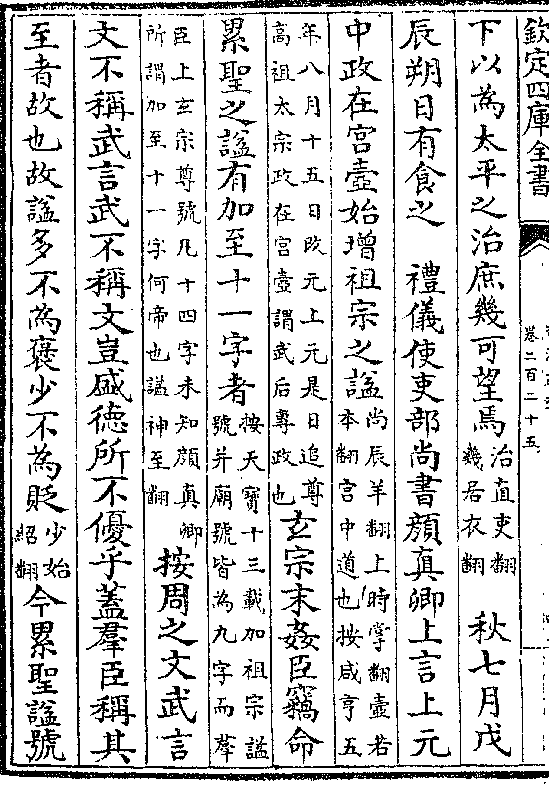 欽定四庫全書
卷二百二十五
下以為太平之治庶幾可望焉治直吏翻幾居衣翻 秋七月戊
辰朔日有食之 禮儀使吏部尚書顔真卿上言上元
中政在宮壼始增祖宗之諡尚辰羊翻上時掌翻壼若本翻宮中道也按咸亨五
年八月十五日改元上元是日追尊高祖太宗政在宮壼謂武后專政也玄宗末姦臣竊命
累聖之諡有加至十一字者按天寶十三載加祖宗諡號并廟號皆為九字而羣
臣上玄宗尊號凡十四字未知顔真卿所謂加至十一字何帝也諡神至翻按周之文武言
文不稱武言武不稱文豈盛德所不優乎蓋羣臣稱其
至者故也故諡多不為褒少不為貶少始紹翻今累聖諡號